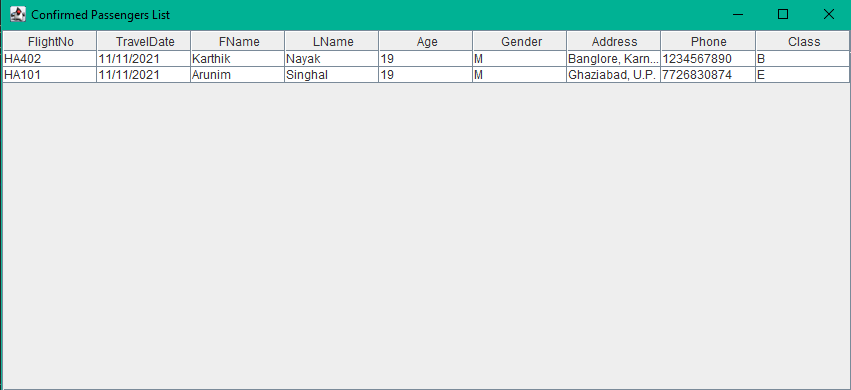 Confirmed Passengers List
FlightNo TravelDate FName LName Age Gender Address Phone Class
HA402 11/11/2021 Karthik Nayak 19 M Banglore, Karn... 1234567890 B
HA101 11/11/2021 Arunim Singhal 19 M Ghaziabad, U.P. 7726830874 E